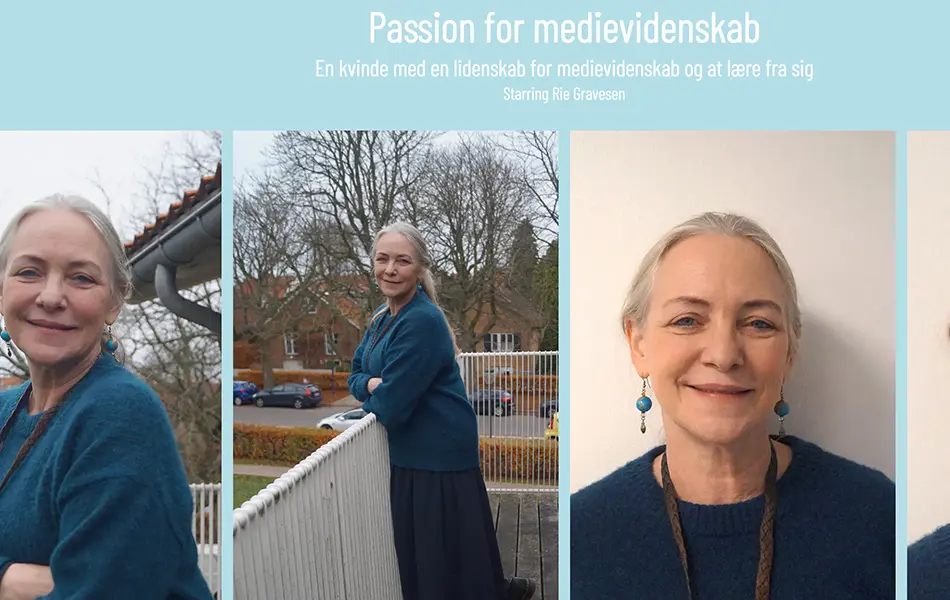 Passion for medievidenskab
En kvinde med en lidenskab for medievidenskab og at lære fra sig
Starring Rie Gravesen